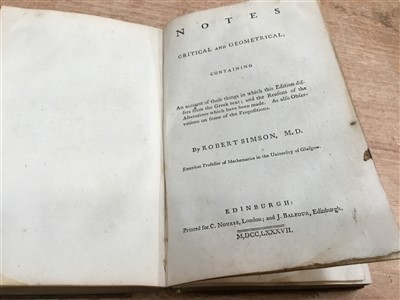 NOTES
CRITICAL AND GEOMETRICAL,
CONTAINING
An account of those things in which this Edition dif-
fers from the Greek text; and the Reasons of the
Alterations which have been made. As also Obser-
vations on some of the Propositions.
By ROBERT SIMSON, M.D.
Emeritus Professor of Mathematics in the University of Glasgow.
EDINBURGH:
Printed for C. NOURSE, London; and J. BALFOUR, Edinburgh.
M,DCC,LXXXVII.